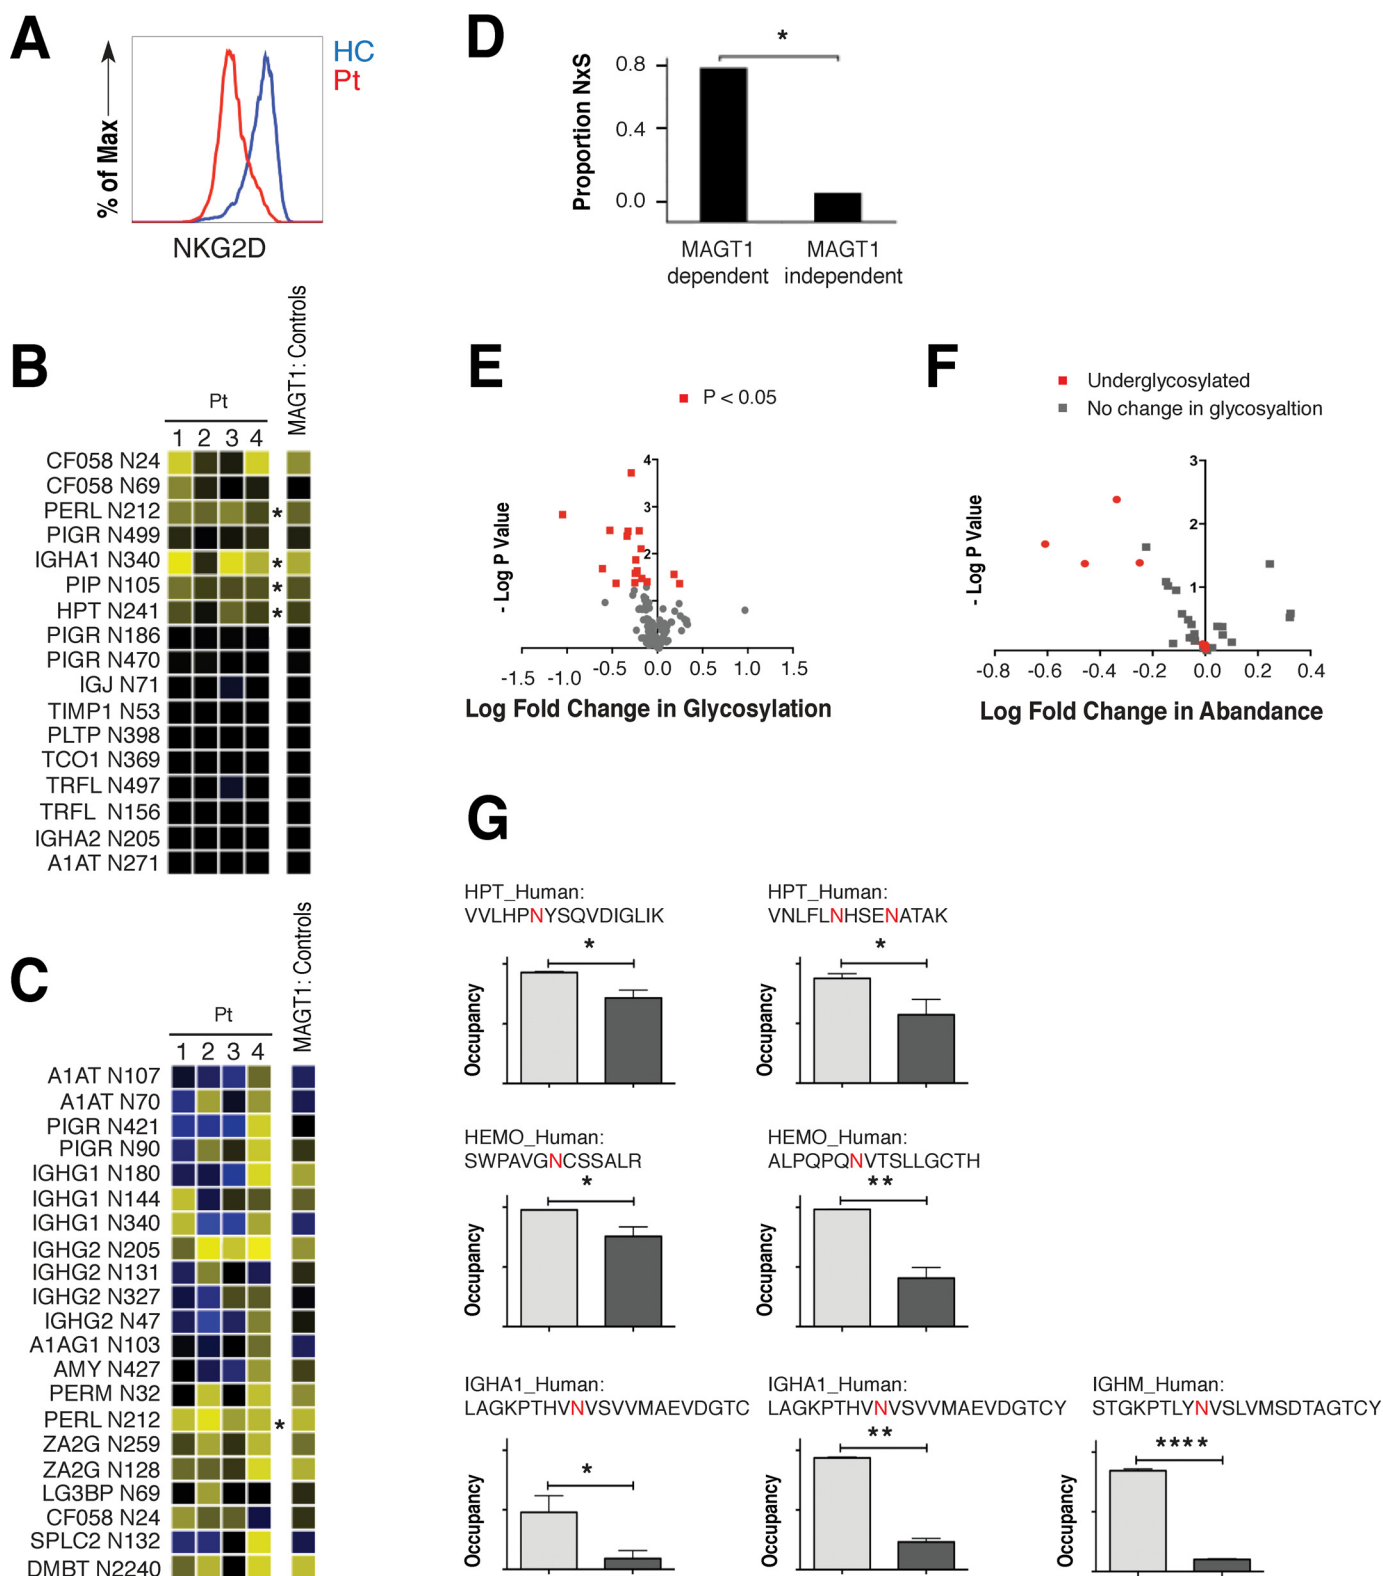 A
HC
Pt
% of Max
NKG2D
D
*
Proportion NxS
0.8
0.4
0.0
MAGT1
dependent
MAGT1
independent
B
Pt
MAGT1: Controls
1 2 3 4
CF058 N24
CF058 N69
PERL N212 *
PIGR N499
IGHA1 N340 *
PIP N105 *
HPT N241 *
PIGR N186
PIGR N470
IGJ N71
TIMP1 N53
PLTP N398
TCO1 N369
TRFL N497
TRFL N156
IGHA2 N205
A1AT N271
E
P < 0.05
- Log P Value
4
3
2
-1.5 -1.0 -0.5 0.0 0.5 1.0 1.5
Log Fold Change in Glycosylation
F
Underglycosylated
No change in glycosyaltion
- Log P Value
3
2
1
-0.8 -0.6 -0.4 -0.2 0.0 0.2 0.4
Log Fold Change in Abandance
C
Pt
MAGT1: Controls
1 2 3 4
A1AT N107
A1AT N70
PIGR N421
PIGR N90
IGHG1 N180
IGHG1 N144
IGHG1 N340
IGHG2 N205
IGHG2 N131
IGHG2 N327
IGHG2 N47
A1AG1 N103
AMY N427
PERM N32
PERL N212 *
ZA2G N259
ZA2G N128
LG3BP N69
CF058 N24
SPLC2 N132
DMBT N2240
G
HPT_Human:
VVLHPNYSQVDIGLIK
*
Occupancy
HPT_Human:
VNLFLNHSENATAK
*
Occupancy
HEMO_Human:
SWPAVGNCSSALR
*
Occupancy
HEMO_Human:
ALPQPQNVTSLLGCTH
**
Occupancy
IGHA1_Human:
LAGKPTHVNVSVVMAEVDGTC
*
Occupancy
IGHA1_Human:
LAGKPTHVNVSVVMAEVDGTCY
**
Occupancy
IGHM_Human:
STGKPTLYNVSLVMSDTAGTCY
****
Occupancy